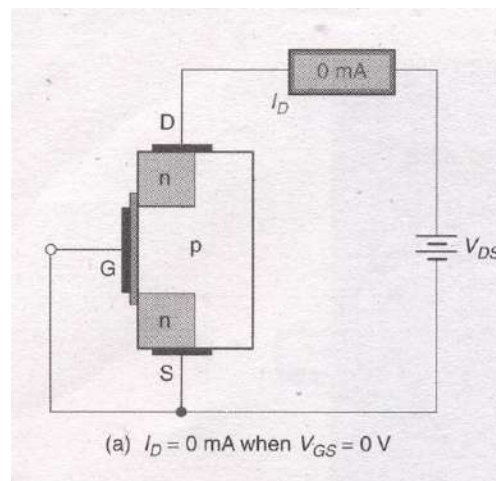 0 mA
I_D
D
n
p
G
V_DS
n
S
(a) I_D = 0 mA when V_GS = 0 V